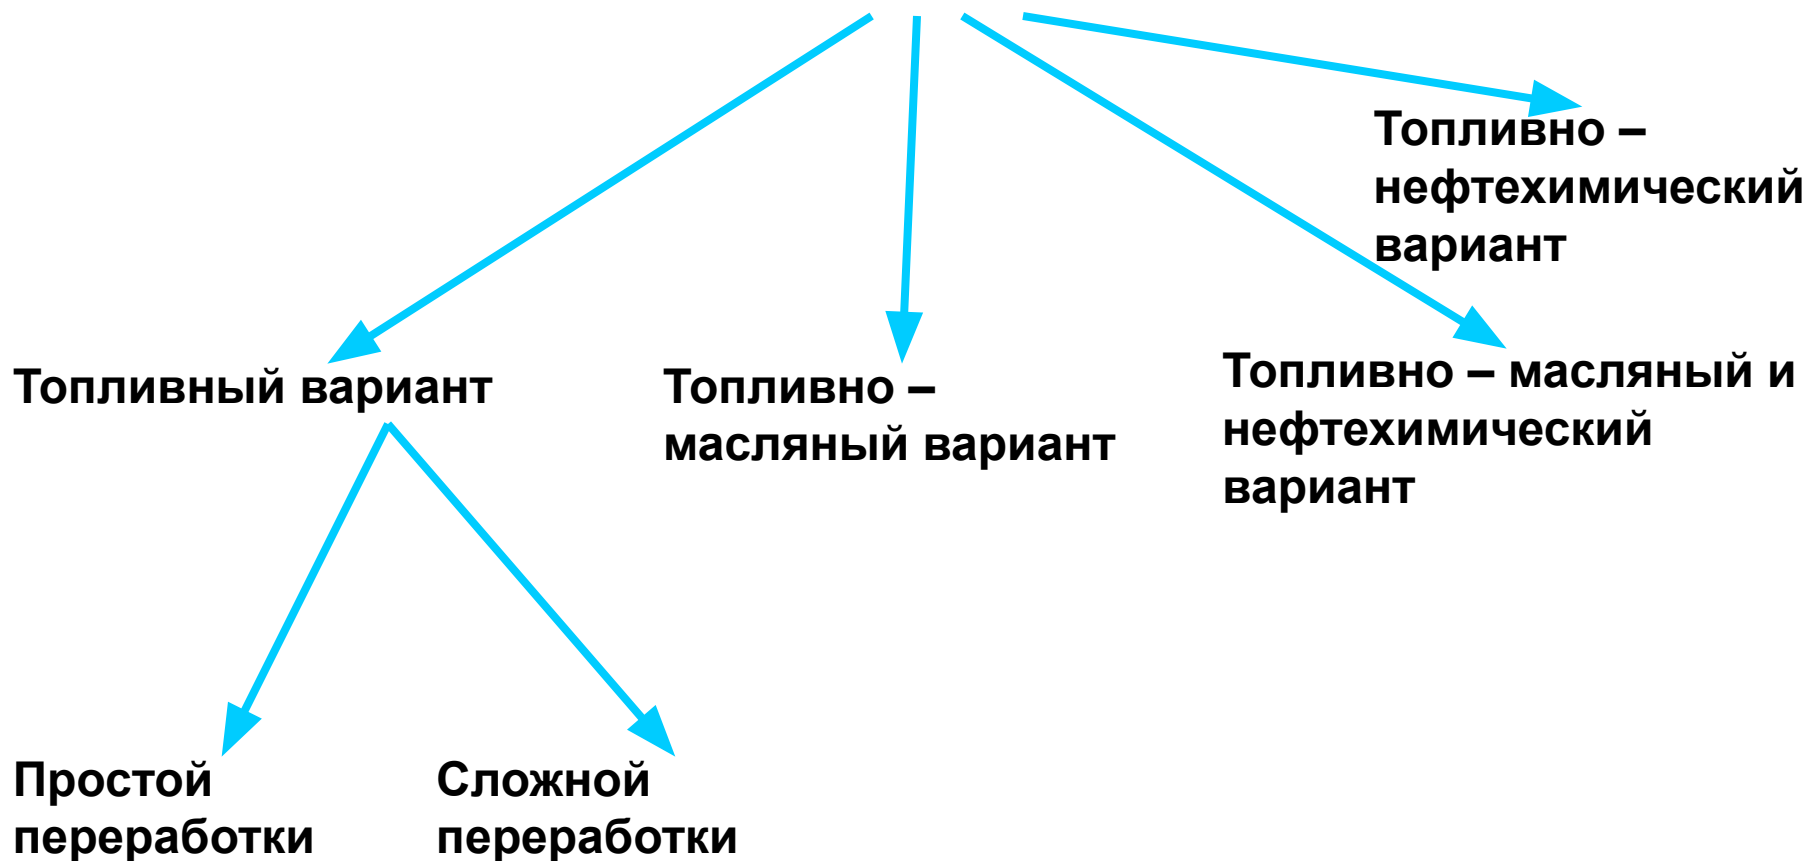 Топливно –
нефтехимический
вариант
Топливный вариант
Топливно –
масляный вариант
Топливно – масляный и
нефтехимический
вариант
Простой
переработки
Сложной
переработки